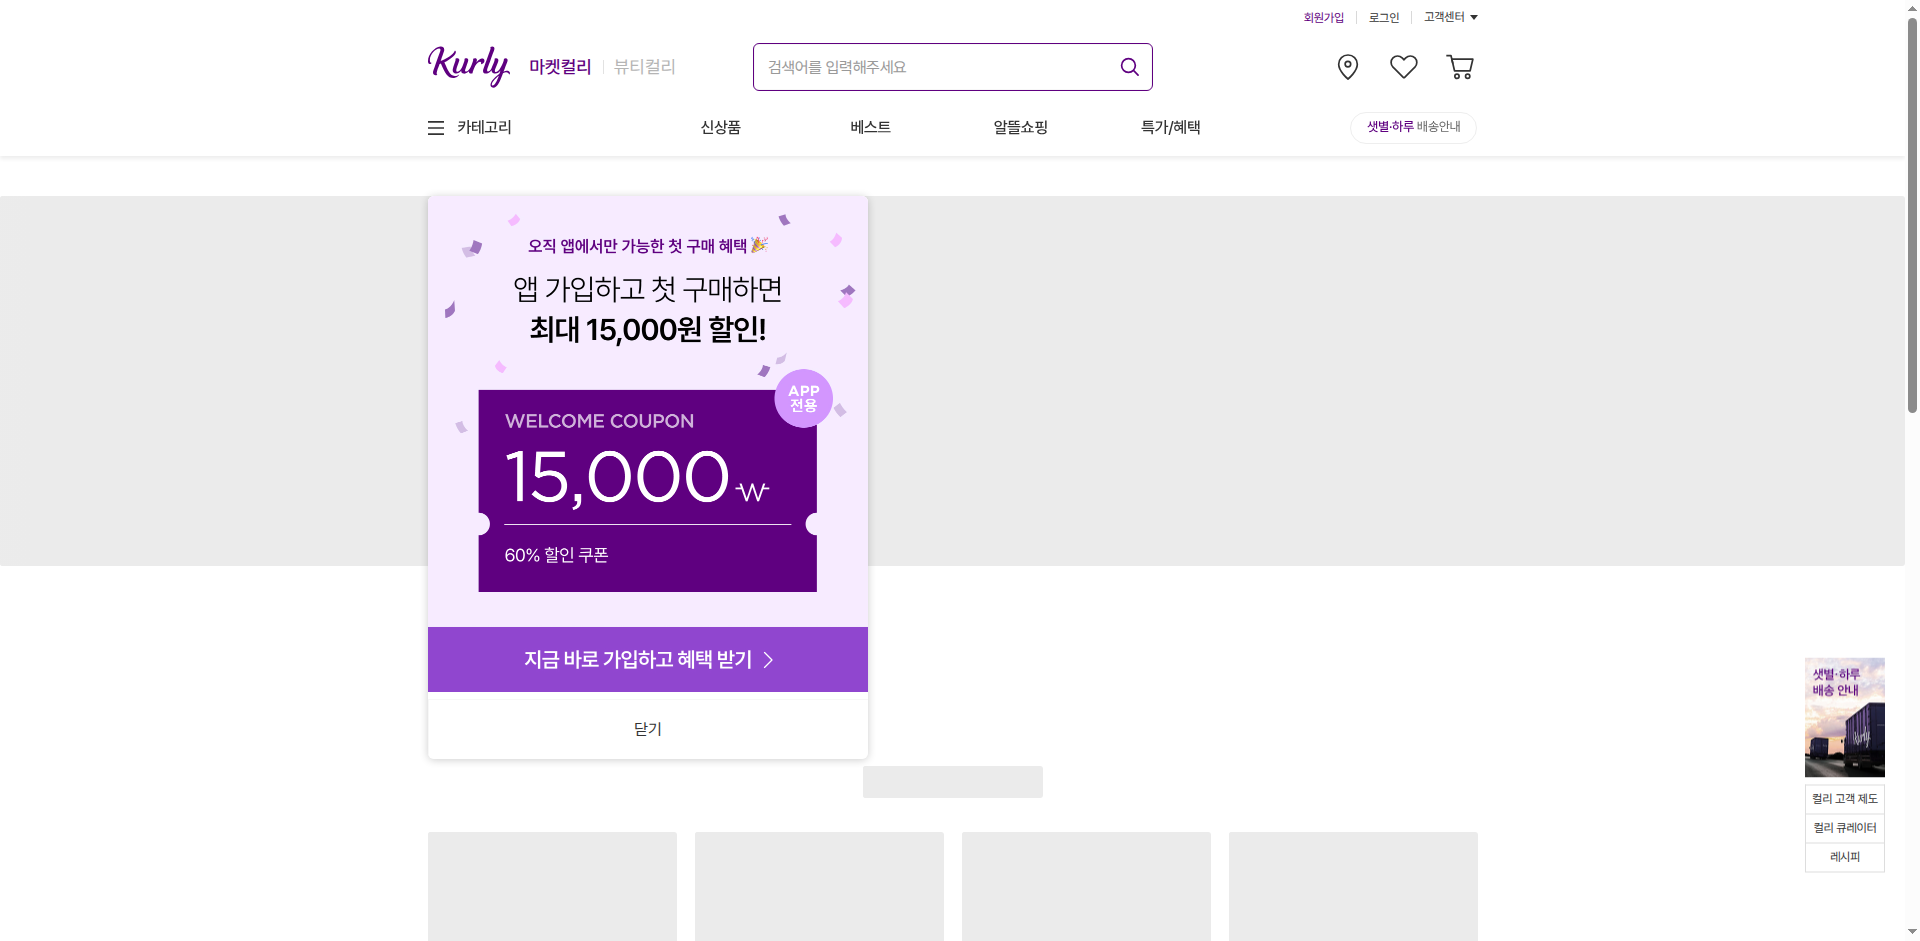 회원가입
로그인
고객센터
Kurly
마켓컬리
뷰티컬리
검색어를 입력해주세요
카테고리
신상품
베스트
알뜰쇼핑
특가/혜택
샛별·하루 배송안내
오직 앱에서만 가능한 첫 구매 혜택
앱 가입하고 첫 구매하면
최대 15,000원 할인!
APP
전용
WELCOME COUPON
15,000₩
60% 할인 쿠폰
지금 바로 가입하고 혜택 받기
닫기
샛별·하루
배송 안내
Kurly
컬리 고객 제도
컬리 큐레이터
레시피